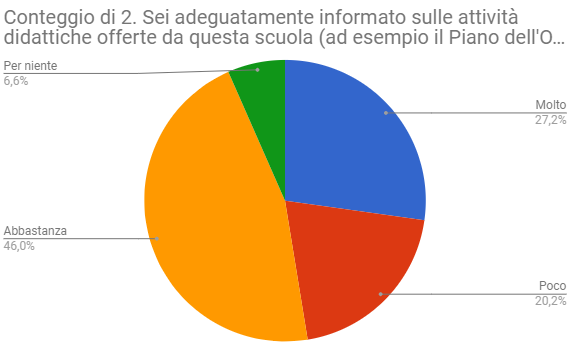 Conteggio di 2. Sei adeguatamente informato sulle attività
didattiche offerte da questa scuola (ad esempio il Piano dell'O...
Per niente
6,6%
Molto
27,2%
Abbastanza
46,0%
Poco
20,2%